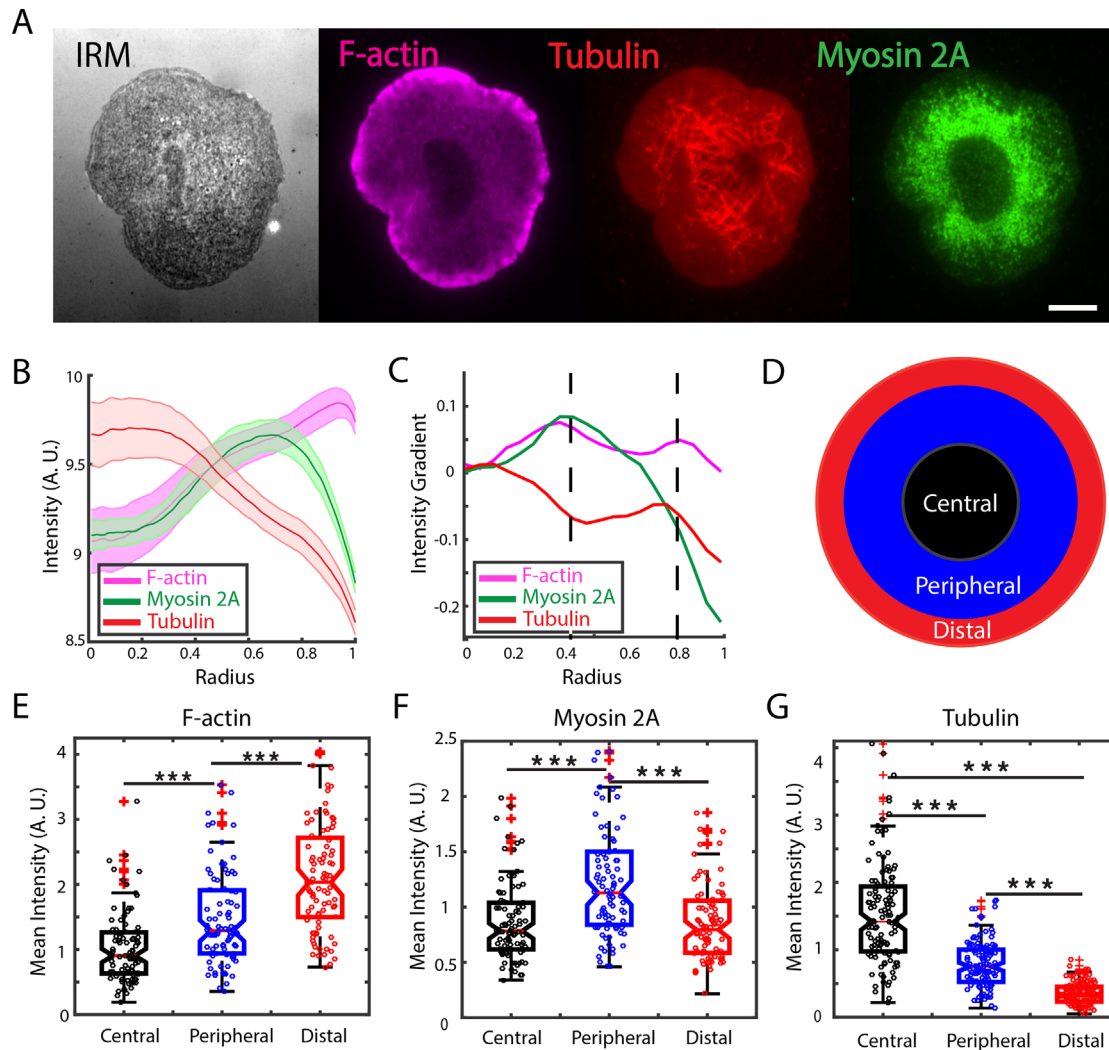 A
IRM
F-actin
Tubulin
Myosin 2A
B
Intensity (A. U.)
10
9.5
9
8.5
F-actin
Myosin 2A
Tubulin
0 0.2 0.4 0.6 0.8 1
Radius
C
Intensity Gradient
0.1
0
-0.1
-0.2
F-actin
Myosin 2A
Tubulin
0 0.2 0.4 0.6 0.8 1
Radius
D
Central
Peripheral
Distal
E
F-actin
Mean Intensity (A. U.)
4
3
2
1
0
***
***
Central Peripheral Distal
F
Myosin 2A
Mean Intensity (A. U.)
2.5
2
1.5
1
0.5
0
***
***
Central Peripheral Distal
G
Tubulin
Mean Intensity (A. U.)
4
3
2
1
0
***
***
***
Central Peripheral Distal